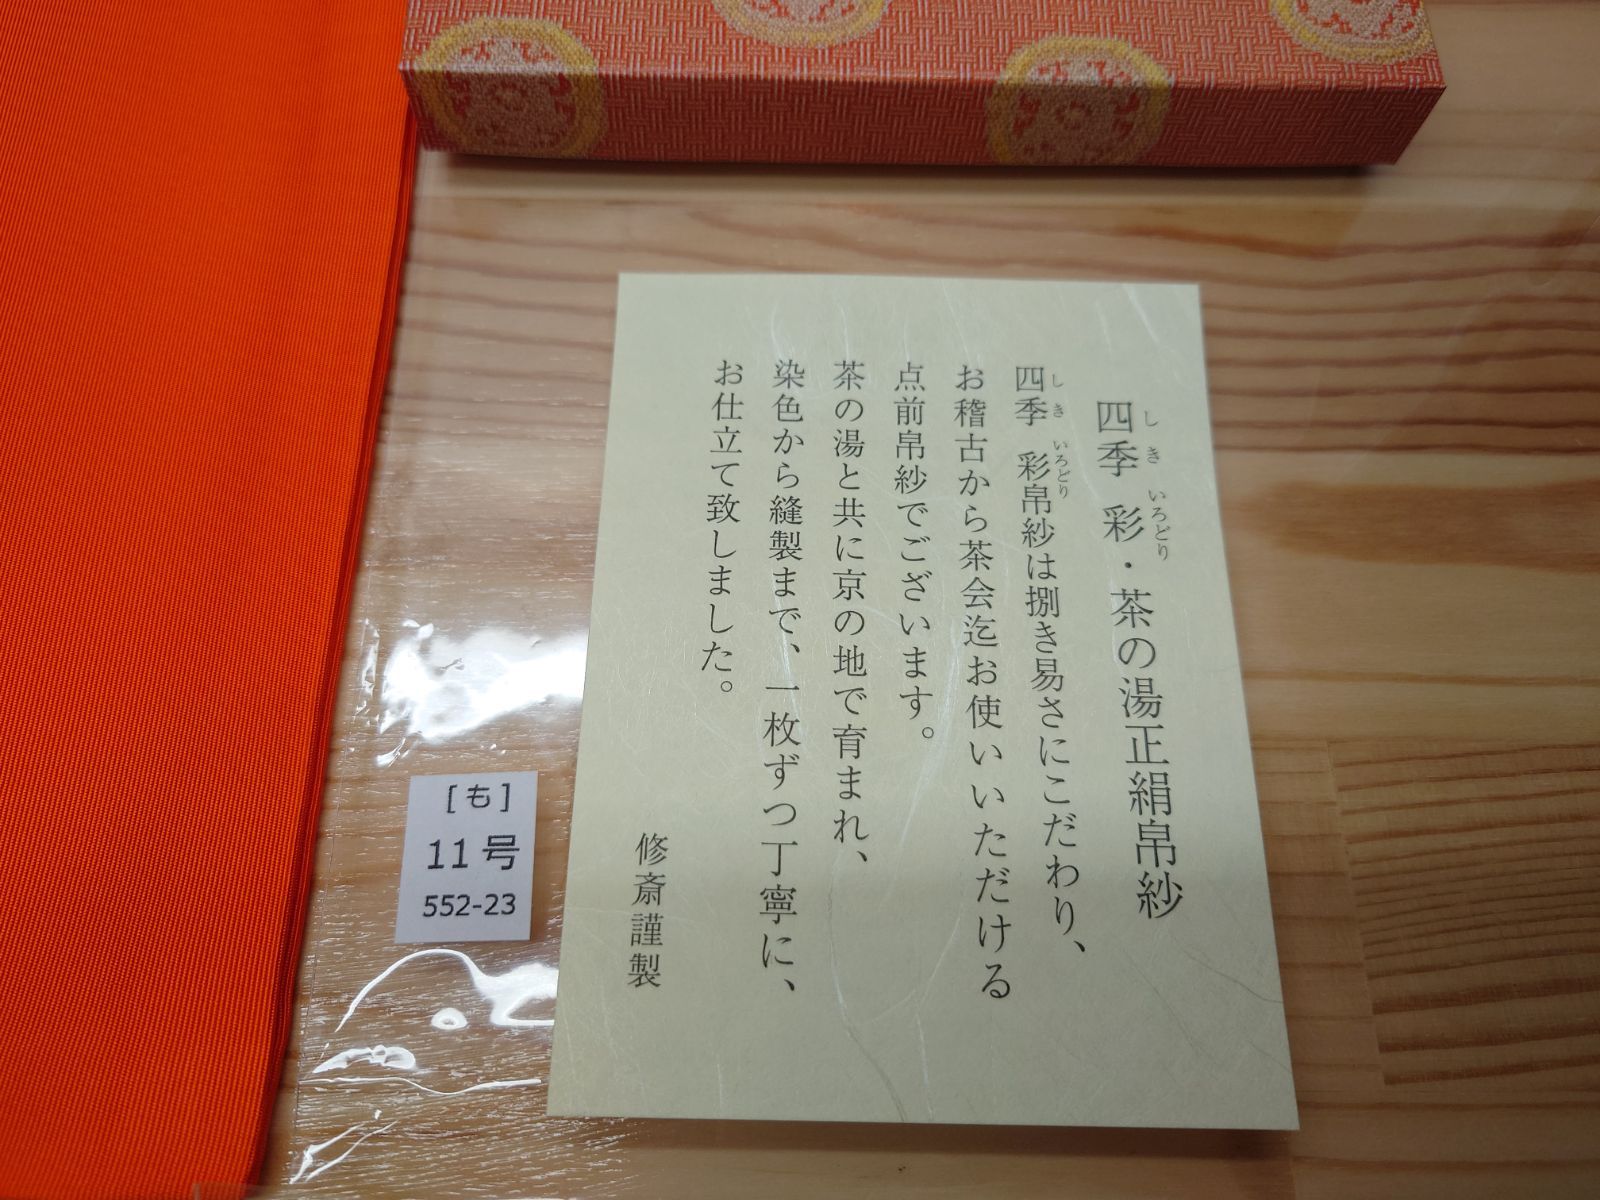 四季 彩・茶の湯正絹帛紗
しき いろどり
四季 彩帛紗は捌き易さにこだわり、
しき いろどり
お稽古から茶会迄お使いいただける
点前帛紗でございます。
茶の湯と共に京の地で育まれ、
染色から縫製まで、一枚ずつ丁寧に、
お仕立て致しました。
修斎謹製
[も]
11号
552-23